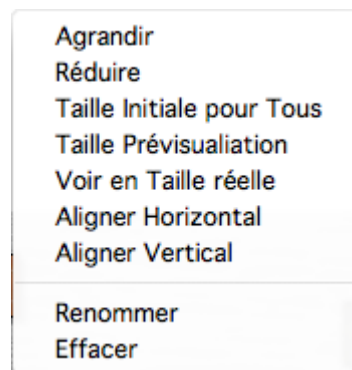 Agrandir
Réduire
Taille Initiale pour Tous
Taille Prévisualiation
Voir en Taille réelle
Aligner Horizontal
Aligner Vertical
Renommer
Effacer